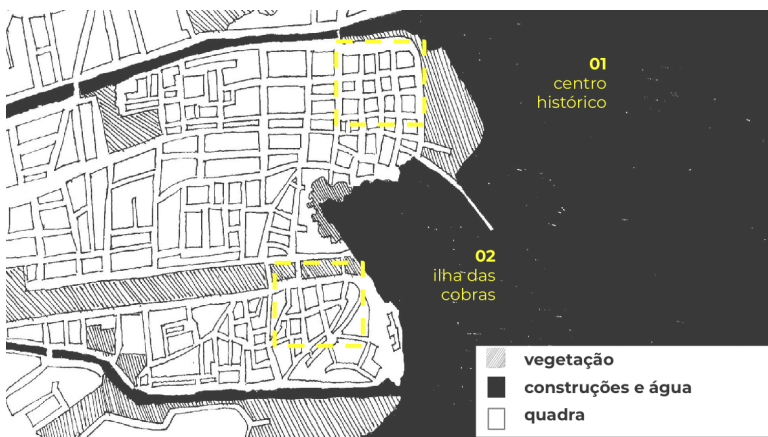 01
centro
histórico
02
ilha das
cobras
vegetação
construções e água
quadra